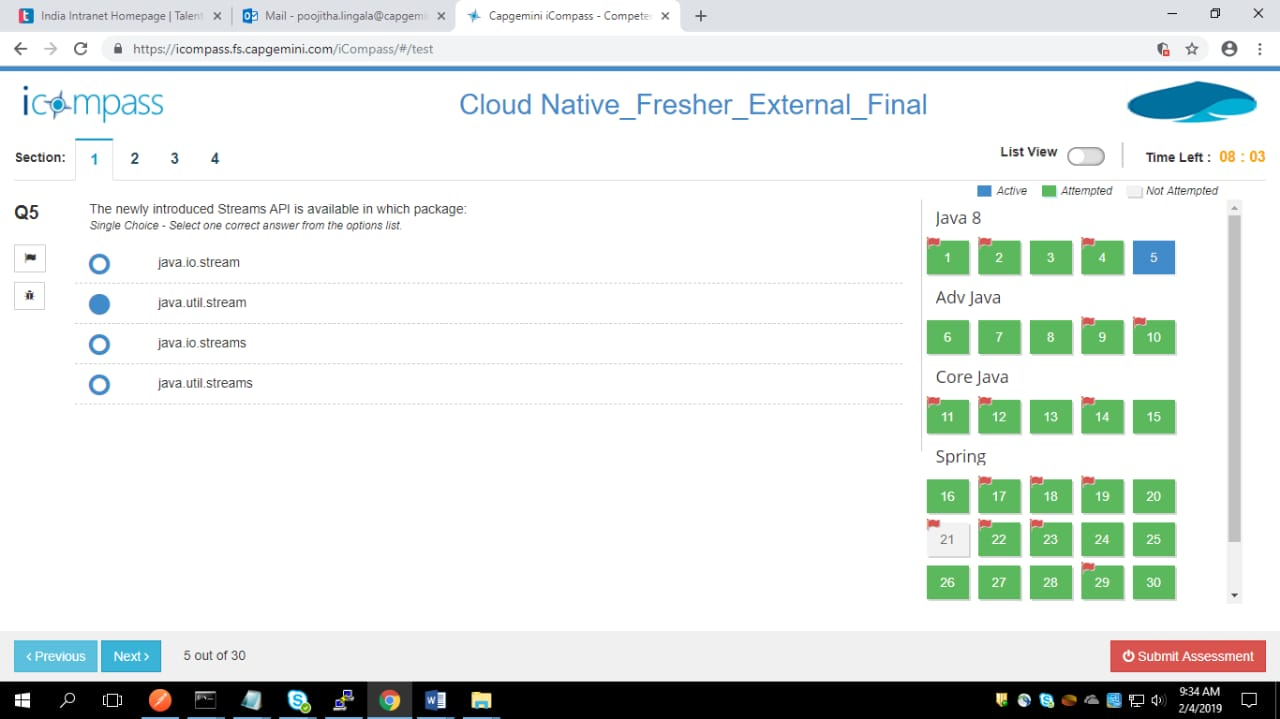 India Intranet Homepage | Talent
Mail - poojitha.lingala@capgemi
Capgemini iCompass - Compete
https://icompass.fs.capgemini.com/iCompass/#/test
icompass
Cloud Native_Fresher_External_Final
Section: 1 2 3 4
List View
Time Left : 08 : 03
Active Attempted Not Attempted
Q5
The newly introduced Streams API is available in which package:
Single Choice - Select one correct answer from the options list.
java.io.stream
java.util.stream
java.io.streams
java.util.streams
Java 8
1 2 3 4 5
Adv Java
6 7 8 9 10
Core Java
11 12 13 14 15
Spring
16 17 18 19 20
21 22 23 24 25
26 27 28 29 30
‹ Previous
Next ›
5 out of 30
Submit Assessment
9:34 AM
2/4/2019